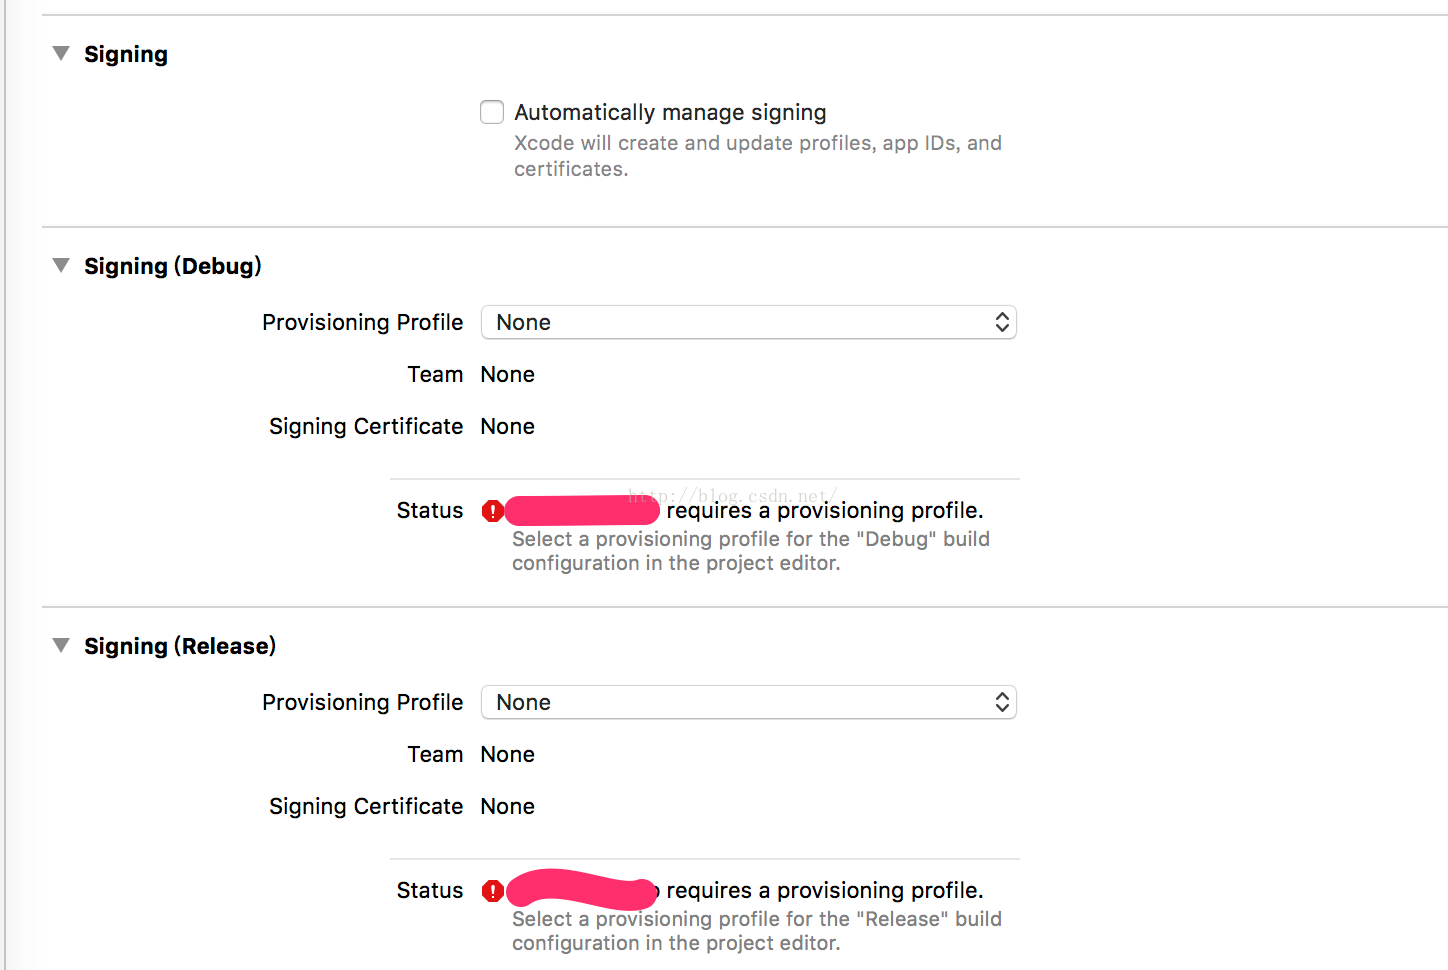 Signing
Automatically manage signing
Xcode will create and update profiles, app IDs, and
certificates.
Signing (Debug)
Provisioning Profile None
Team None
Signing Certificate None
http://blog.csdn.net/
Status requires a provisioning profile.
Select a provisioning profile for the "Debug" build
configuration in the project editor.
Signing (Release)
Provisioning Profile None
Team None
Signing Certificate None
Status requires a provisioning profile.
Select a provisioning profile for the "Release" build
configuration in the project editor.